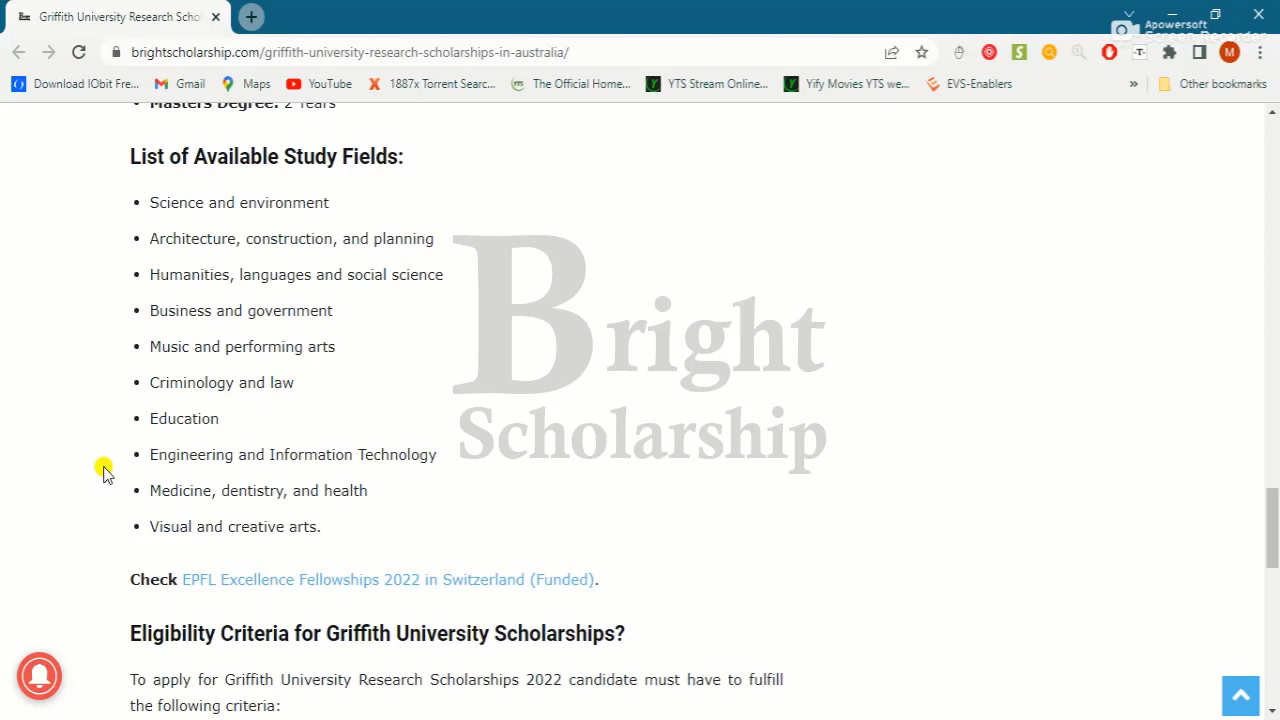 Griffith University Research Schol
Apowersoft
Screen Recorder
brightscholarship.com/griffith-university-research-scholarships-in-australia/
Download IObit Fre...
Gmail
Maps
YouTube
1887x Torrent Searc...
The Official Home...
YTS Stream Online...
Yify Movies YTS we...
EVS-Enablers
»
Other bookmarks
• Masters Degree: 2 Years
List of Available Study Fields:
• Science and environment
• Architecture, construction, and planning
• Humanities, languages and social science
• Business and government
• Music and performing arts
• Criminology and law
• Education
• Engineering and Information Technology
• Medicine, dentistry, and health
• Visual and creative arts.
Bright
Scholarship
Check EPFL Excellence Fellowships 2022 in Switzerland (Funded).
Eligibility Criteria for Griffith University Scholarships?
To apply for Griffith University Research Scholarships 2022 candidate must have to fulfill
the following criteria: